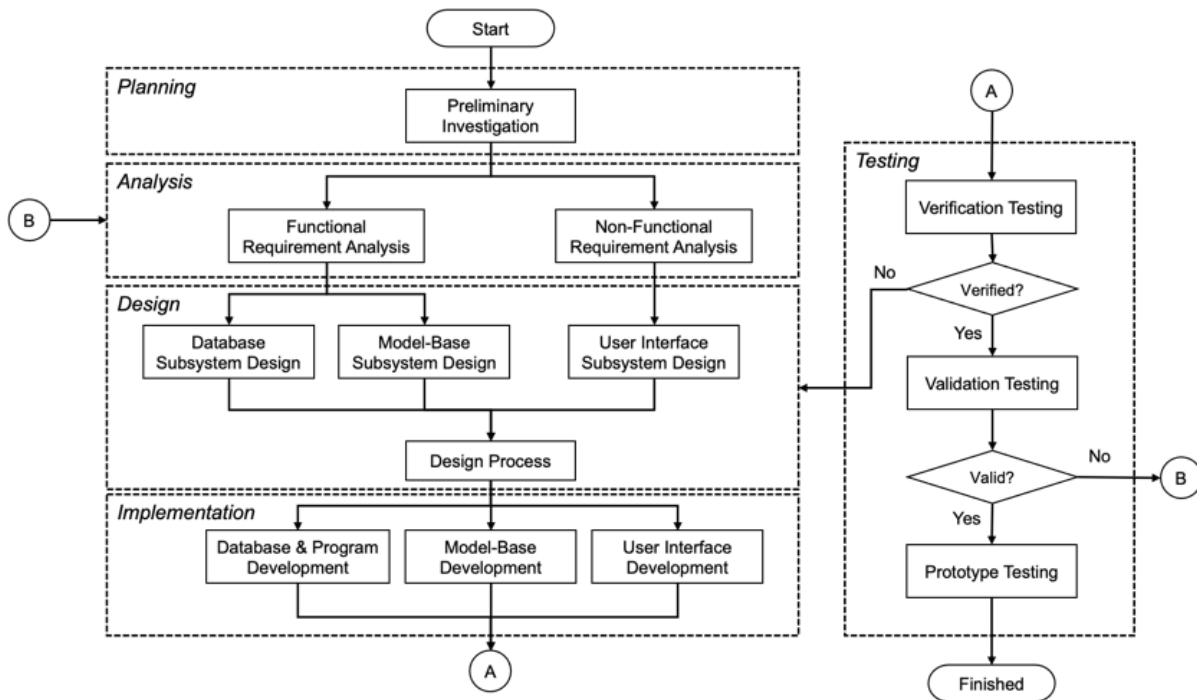 Start
Planning
Preliminary
Investigation
Analysis
B
Functional
Requirement Analysis
Non-Functional
Requirement Analysis
Design
Database
Subsystem Design
Model-Base
Subsystem Design
User Interface
Subsystem Design
Design Process
Implementation
Database & Program
Development
Model-Base
Development
User Interface
Development
A
A
Testing
Verification Testing
No
Verified?
Yes
Validation Testing
Valid?
No
B
Yes
Prototype Testing
Finished